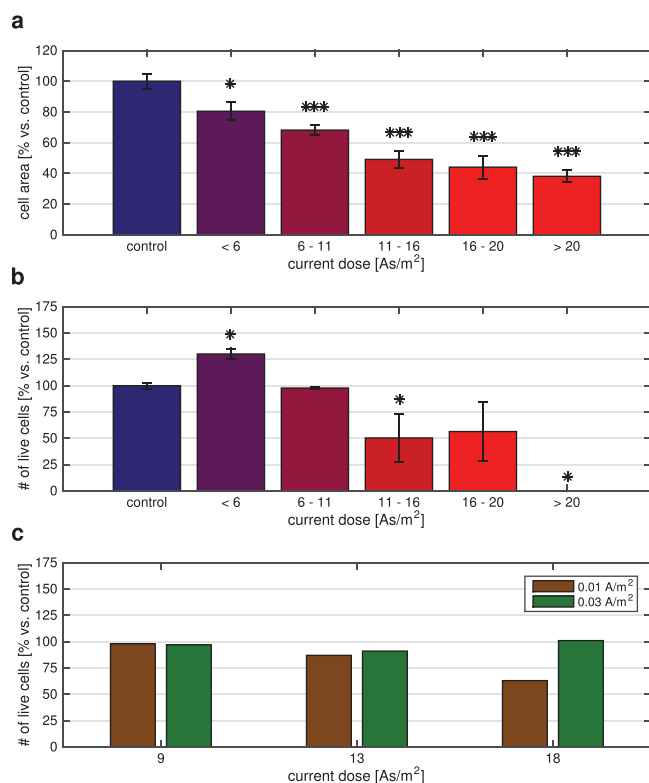 a
120
100
80
60
40
20
0
cell area [% vs. control]
*
***
***
***
***
control < 6 6 - 11 11 - 16 16 - 20 > 20
current dose [As/m²]
b
175
150
125
100
75
50
25
0
# of live cells [% vs. control]
*
*
*
control < 6 6 - 11 11 - 16 16 - 20 > 20
current dose [As/m²]
c
175
150
125
100
75
50
25
0
# of live cells [% vs. control]
0.01 A/m²
0.03 A/m²
9 13 18
current dose [As/m²]